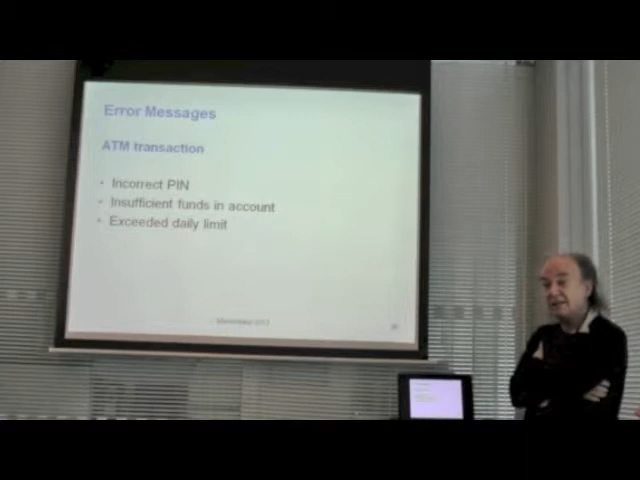 Error Messages
ATM transaction
• Incorrect PIN
• Insufficient funds in account
• Exceeded daily limit